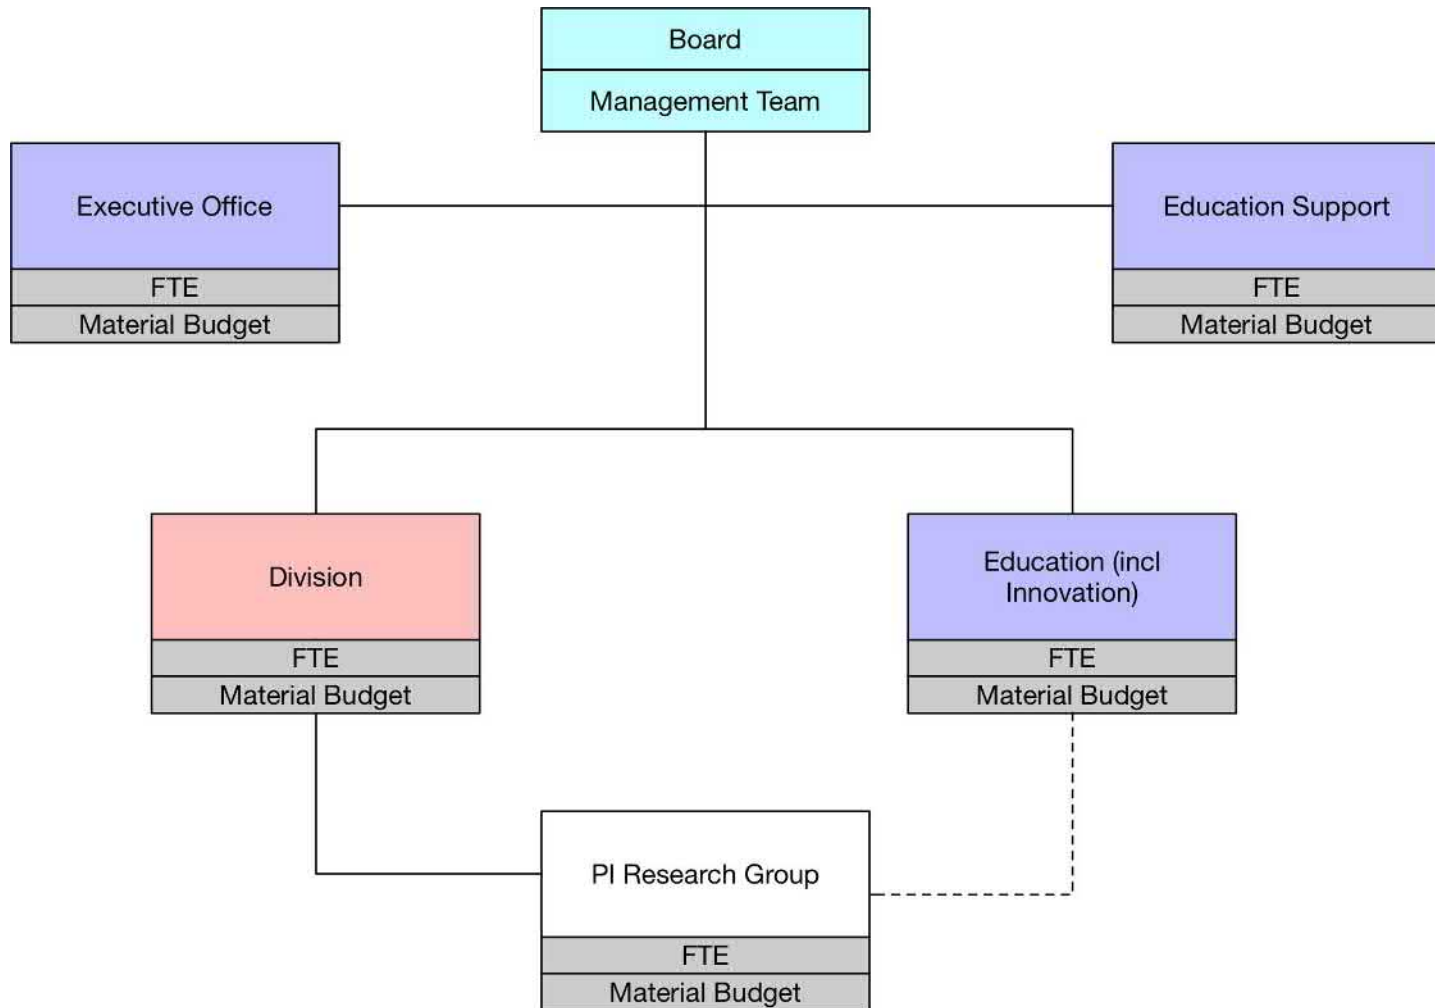 Board
Management Team
Executive Office
FTE
Material Budget
Education Support
FTE
Material Budget
Division
FTE
Material Budget
Education (incl
Innovation)
FTE
Material Budget
PI Research Group
FTE
Material Budget